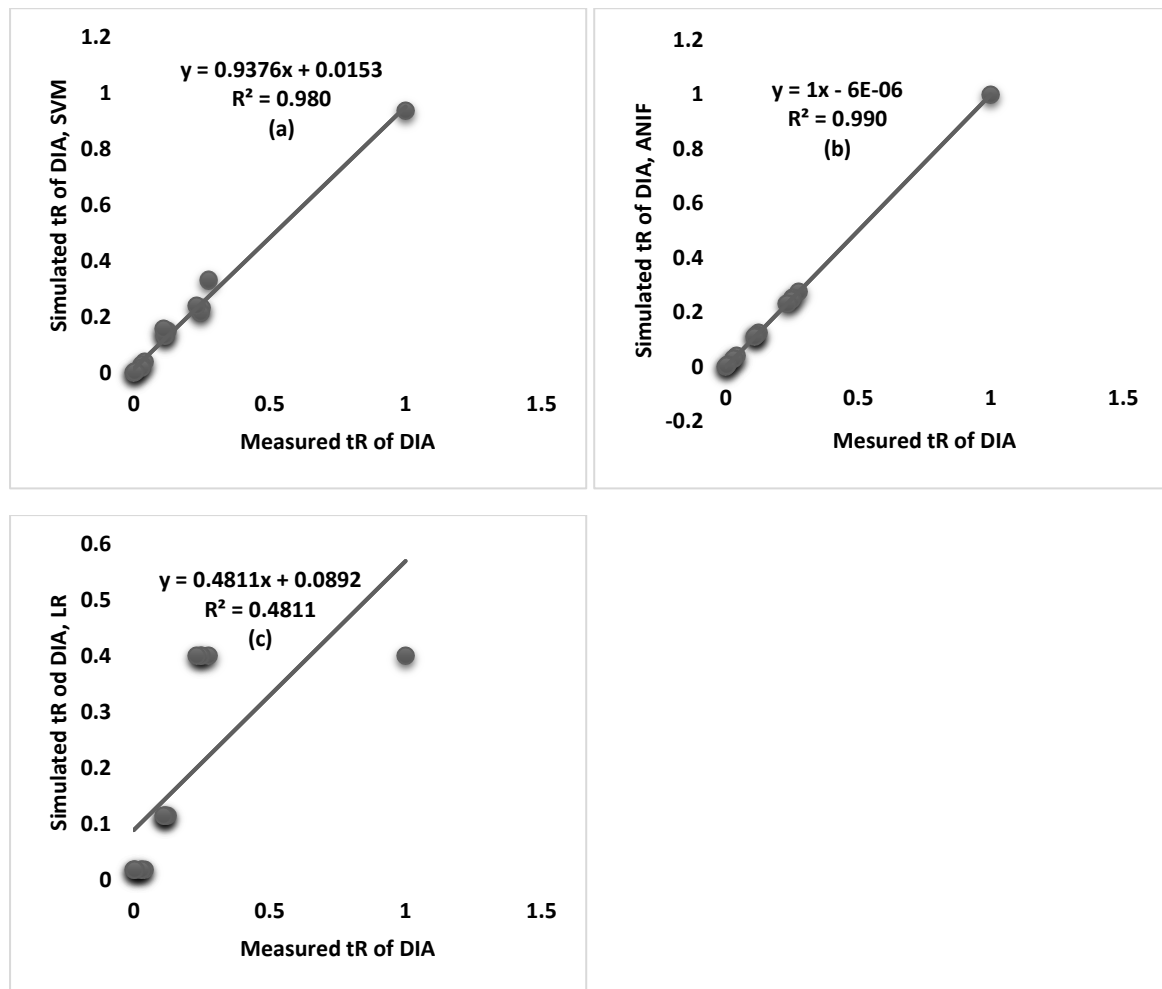 1.2
y = 0.9376x + 0.0153
R² = 0.980
(a)
1
0.8
0.6
0.4
0.2
0
Simulated tR of DIA, SVM
0 0.5 1 1.5
Measured tR of DIA
1.2
y = 1x - 6E-06
R² = 0.990
(b)
1
0.8
0.6
0.4
0.2
0
-0.2
Simulated tR of DIA, ANIF
0 0.5 1 1.5
Mesured tR of DIA
0.6
y = 0.4811x + 0.0892
R² = 0.4811
(c)
0.5
0.4
0.3
0.2
0.1
0
Simulated tR od DIA, LR
0 0.5 1 1.5
Measured tR of DIA